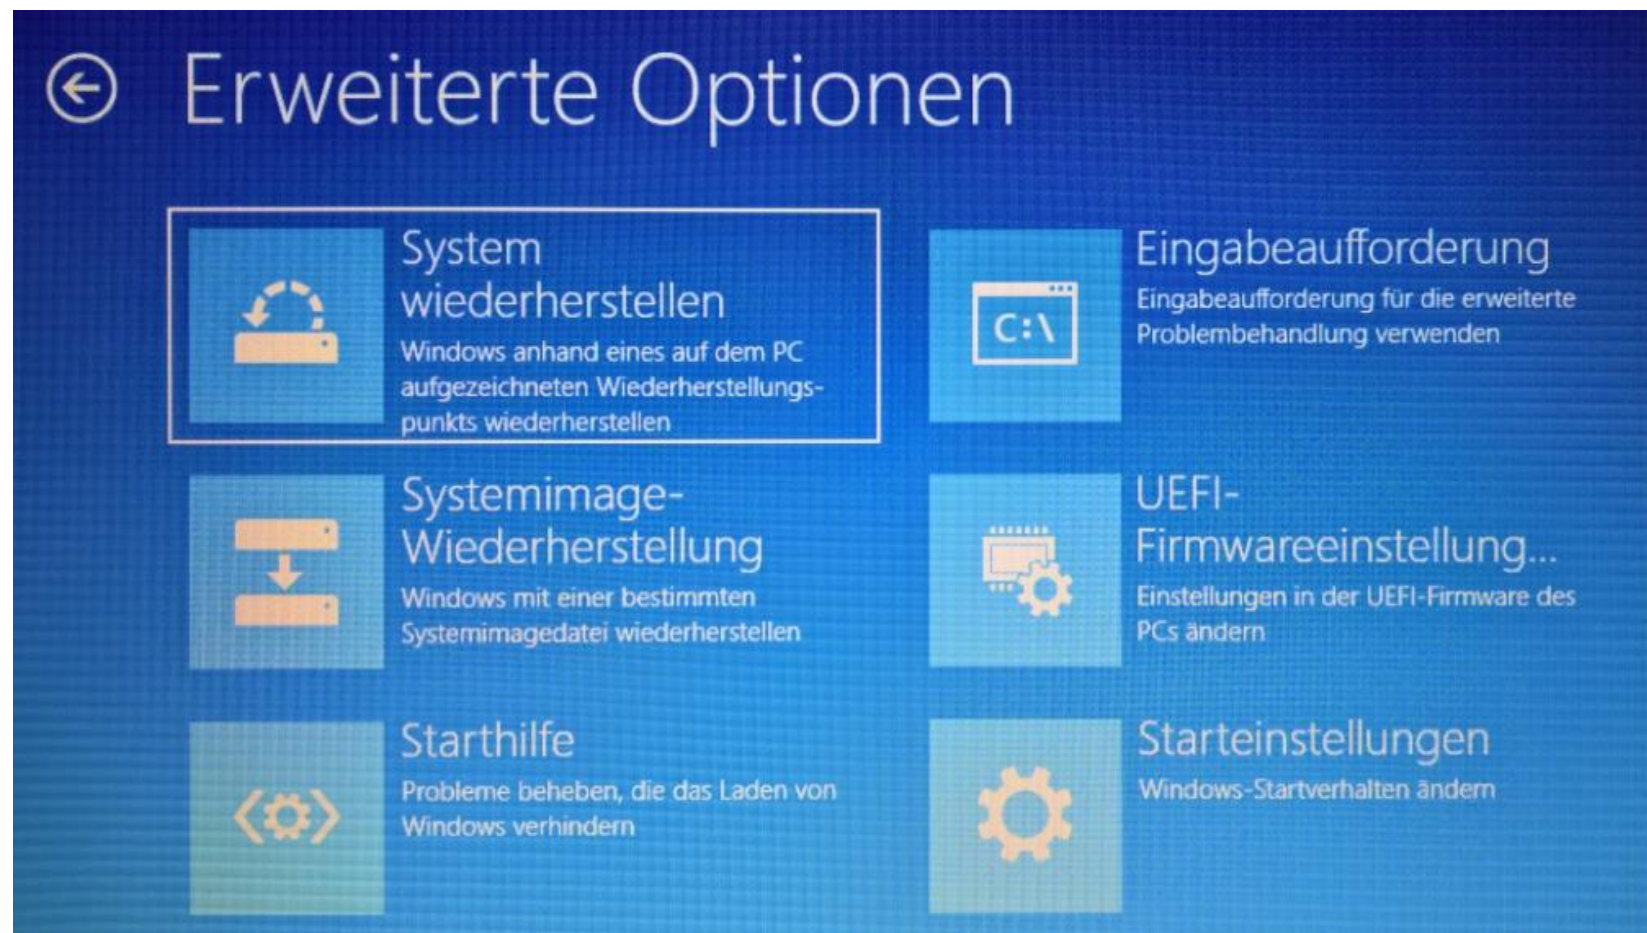 Erweiterte Optionen
System
wiederherstellen
Windows anhand eines auf dem PC
aufgezeichneten Wiederherstellungs-
punkts wiederherstellen
Eingabeaufforderung
Eingabeaufforderung für die erweiterte
Problembehandlung verwenden
C:\
Systemimage-
Wiederherstellung
Windows mit einer bestimmten
Systemimagedatei wiederherstellen
UEFI-
Firmwareeinstellung...
Einstellungen in der UEFI-Firmware des
PCs ändern
Starthilfe
Probleme beheben, die das Laden von
Windows verhindern
Starteinstellungen
Windows-Startverhalten ändern